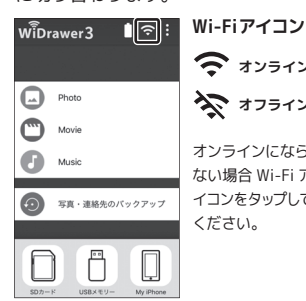 WiDrawer3
Photo
Movie
Music
写真・連絡先のバックアップ
SDカード
USBメモリー
My iPhone
Wi-Fiアイコン
オンライン
オフライン
オンラインになら
ない場合 Wi-Fi ア
イコンをタップして
ください。